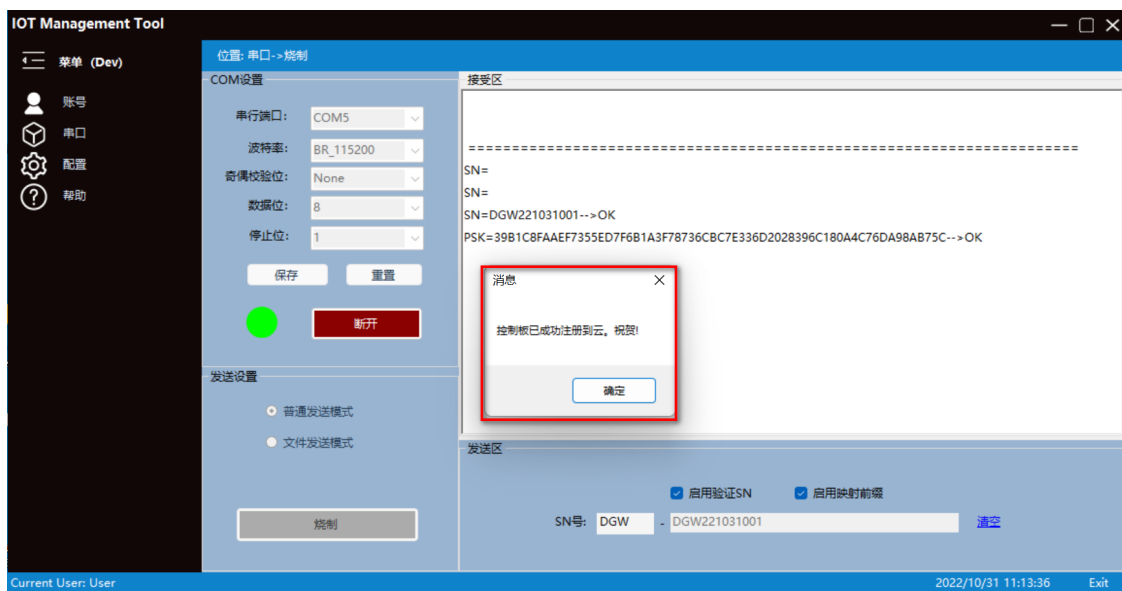 IOT Management Tool
菜单 (Dev)
账号
串口
配置
帮助
位置: 串口->烧制
COM设置
串行端口:
COM5
波特率:
BR_115200
奇偶校验位:
None
数据位:
8
停止位:
1
保存
重置
断开
发送设置
普通发送模式
文件发送模式
烧制
接受区
======================================================================
SN=
SN=
SN=DGW221031001-->OK
PSK=39B1C8FAAEF7355ED7F6B1A3F78736CBC7E336D2028396C180A4C76DA98AB75C-->OK
消息
控制板已成功注册到云。祝贺!
确定
发送区
启用验证SN
启用映射前缀
SN号:
DGW
-
DGW221031001
清空
Current User: User
2022/10/31 11:13:36
Exit